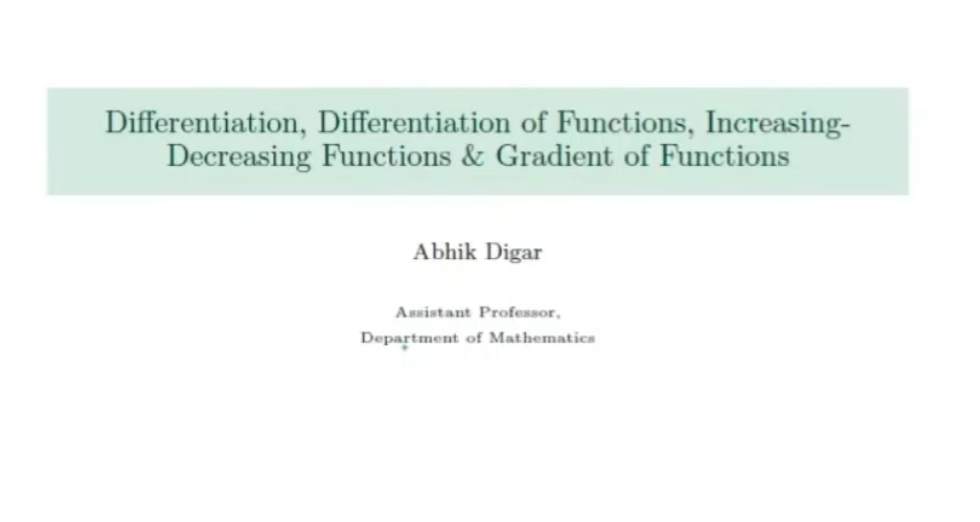 Differentiation, Differentiation of Functions, Increasing-
Decreasing Functions & Gradient of Functions
Abhik Digar
Assistant Professor,
Department of Mathematics